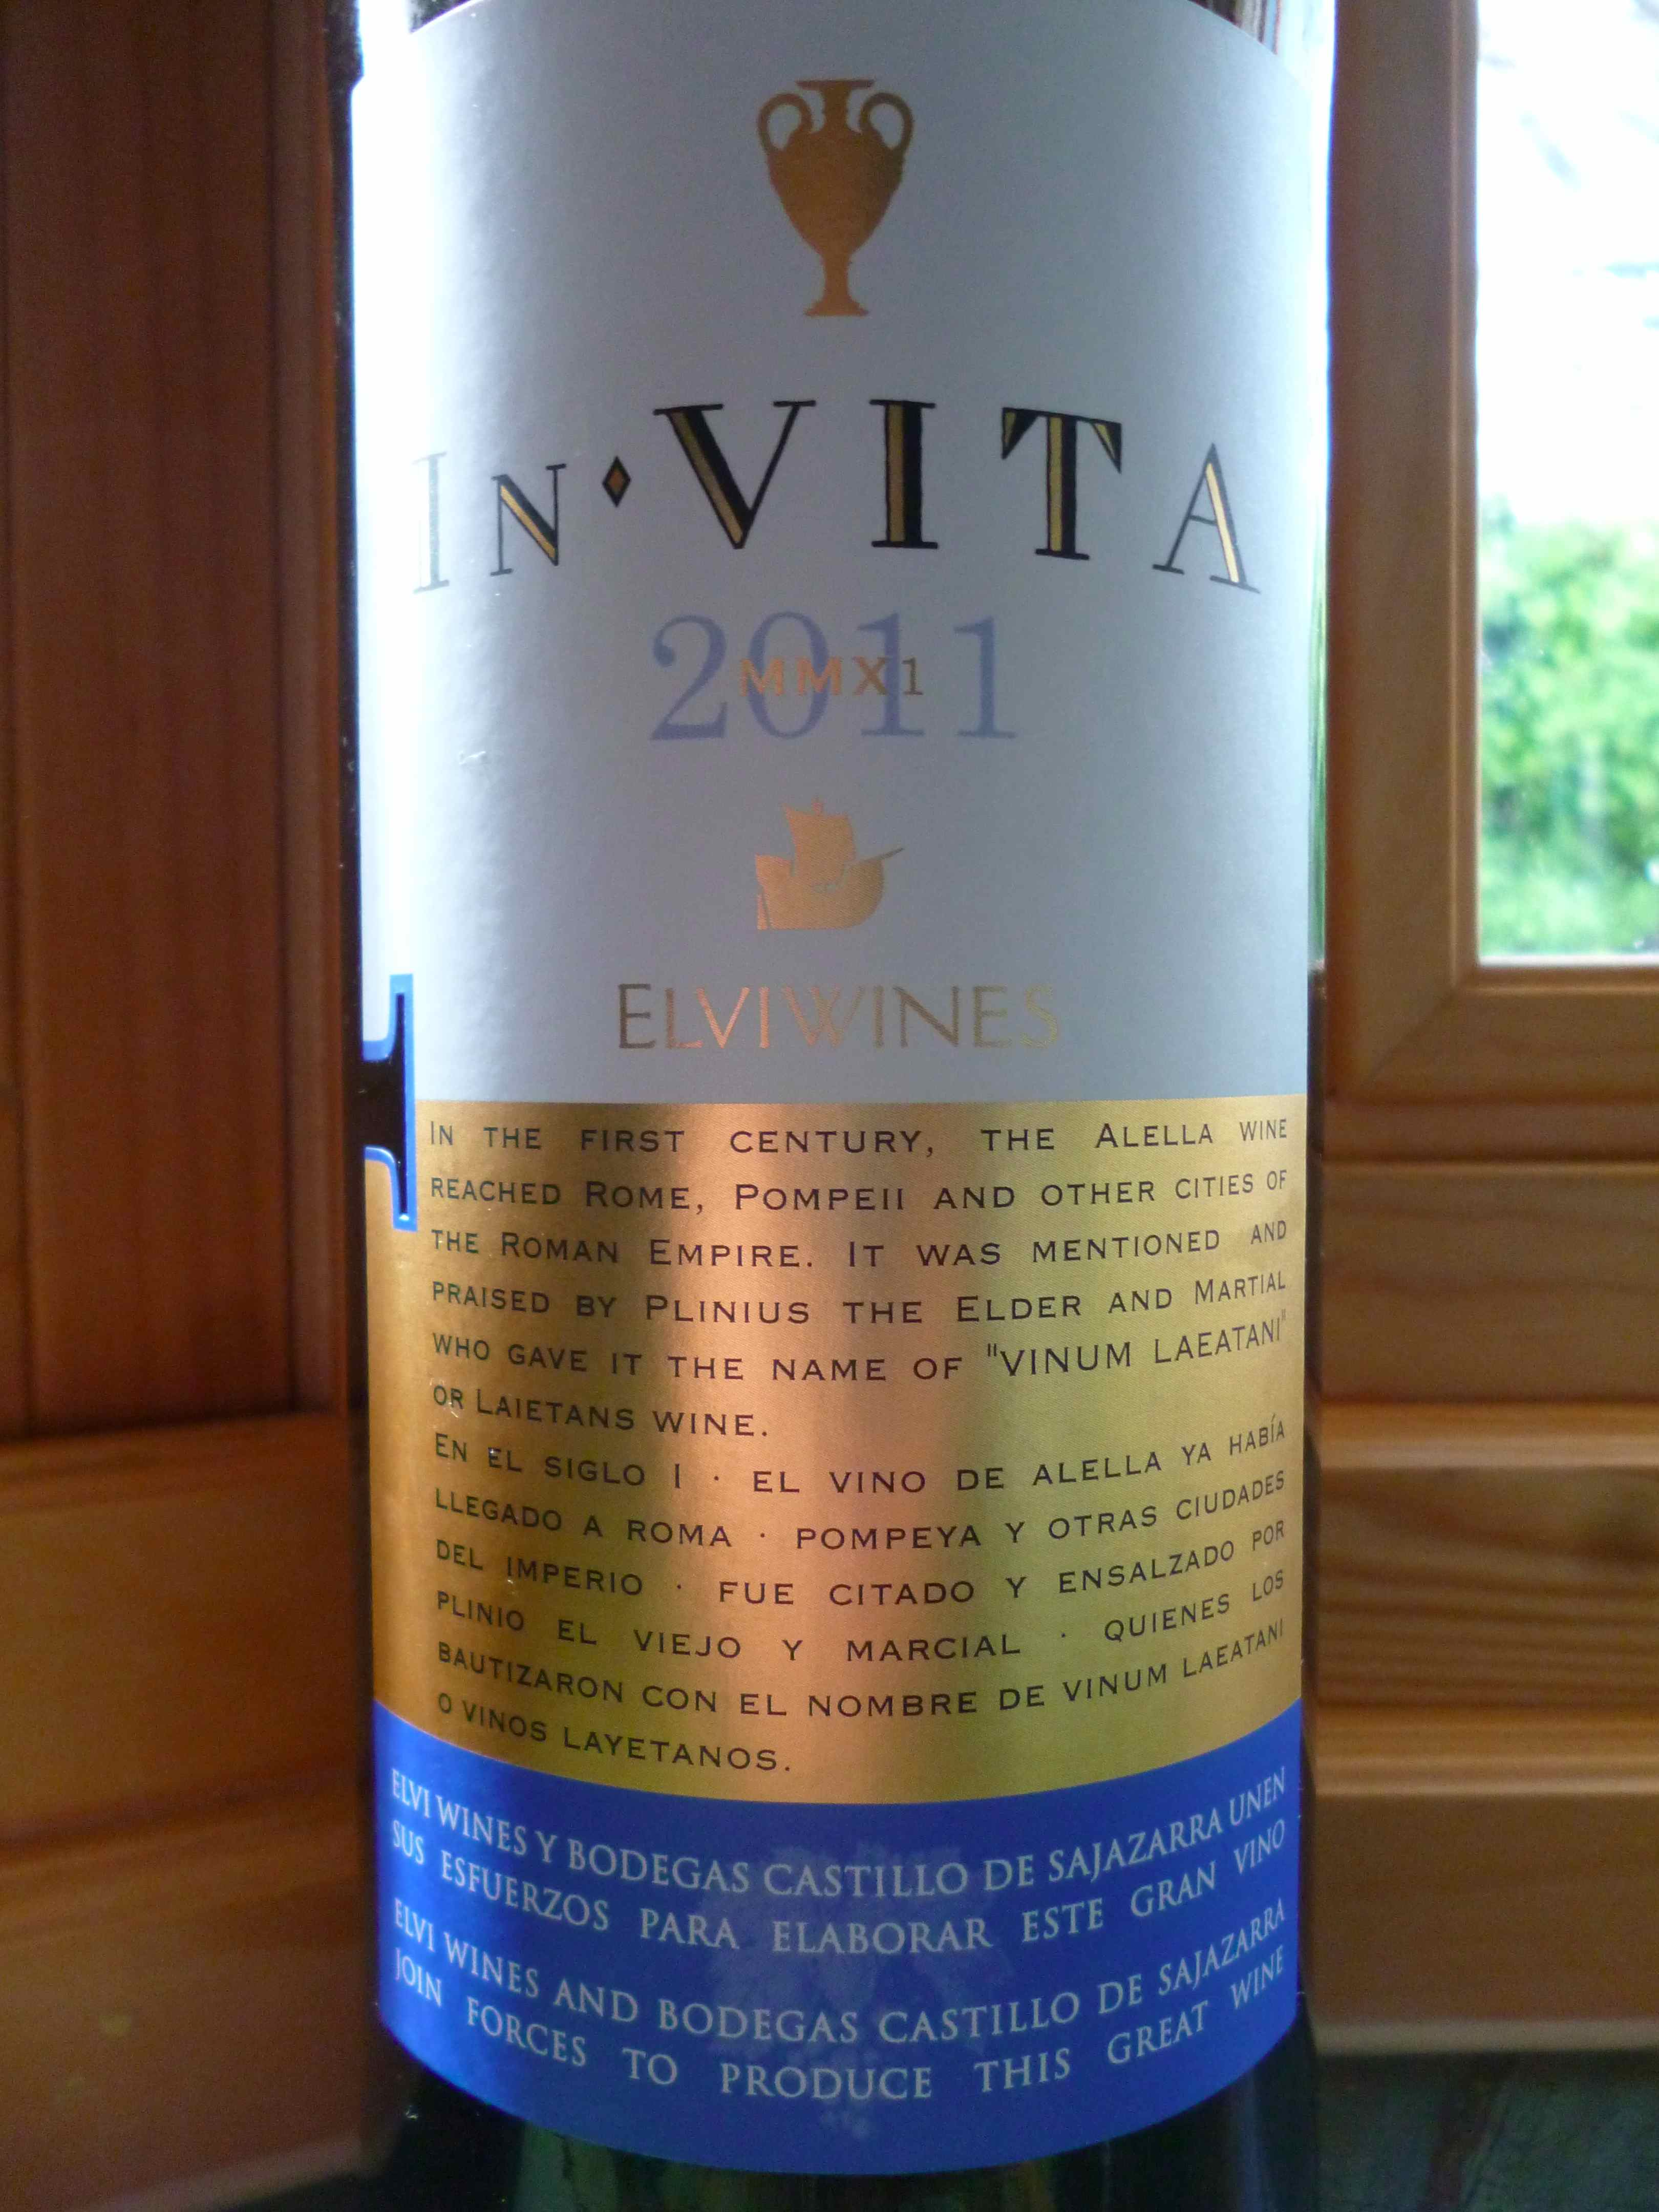 IN·VITA
2011
MMX1
ELVIWINES
IN THE FIRST CENTURY, THE ALELLA WINE
REACHED ROME, POMPEII AND OTHER CITIES OF
THE ROMAN EMPIRE. IT WAS MENTIONED AND
PRAISED BY PLINIUS THE ELDER AND MARTIAL
WHO GAVE IT THE NAME OF "VINUM LAEATANI"
OR LAIETANS WINE.
EN EL SIGLO I · EL VINO DE ALELLA YA HABÍA
LLEGADO A ROMA · POMPEYA Y OTRAS CIUDADES
DEL IMPERIO · FUE CITADO Y ENSALZADO POR
PLINIO EL VIEJO Y MARCIAL · QUIENES LOS
BAUTIZARON CON EL NOMBRE DE VINUM LAEATANI
O VINOS LAYETANOS.
ELVI WINES Y BODEGAS CASTILLO DE SAJAZARRA UNEN
SUS ESFUERZOS PARA ELABORAR ESTE GRAN VINO
ELVI WINES AND BODEGAS CASTILLO DE SAJAZARRA
JOIN FORCES TO PRODUCE THIS GREAT WINE